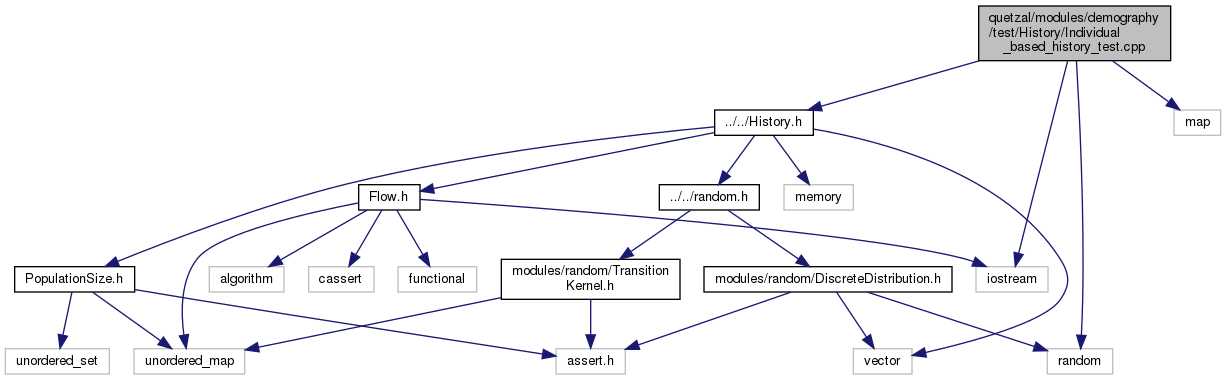 quetzal/modules/demography
/test/History/Individual
_based_history_test.cpp
../../History.h
map
Flow.h
../../random.h
memory
PopulationSize.h
algorithm
cassert
functional
modules/random/Transition
Kernel.h
modules/random/DiscreteDistribution.h
iostream
unordered_set
unordered_map
assert.h
vector
random